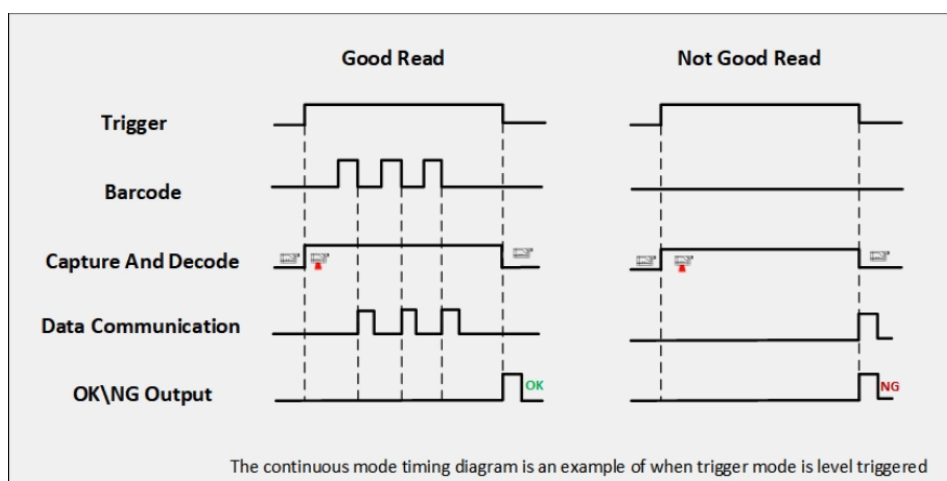 Good Read
Not Good Read
Trigger
Barcode
Capture And Decode
Data Communication
OK\NG Output
OK
NG
The continuous mode timing diagram is an example of when trigger mode is level triggered